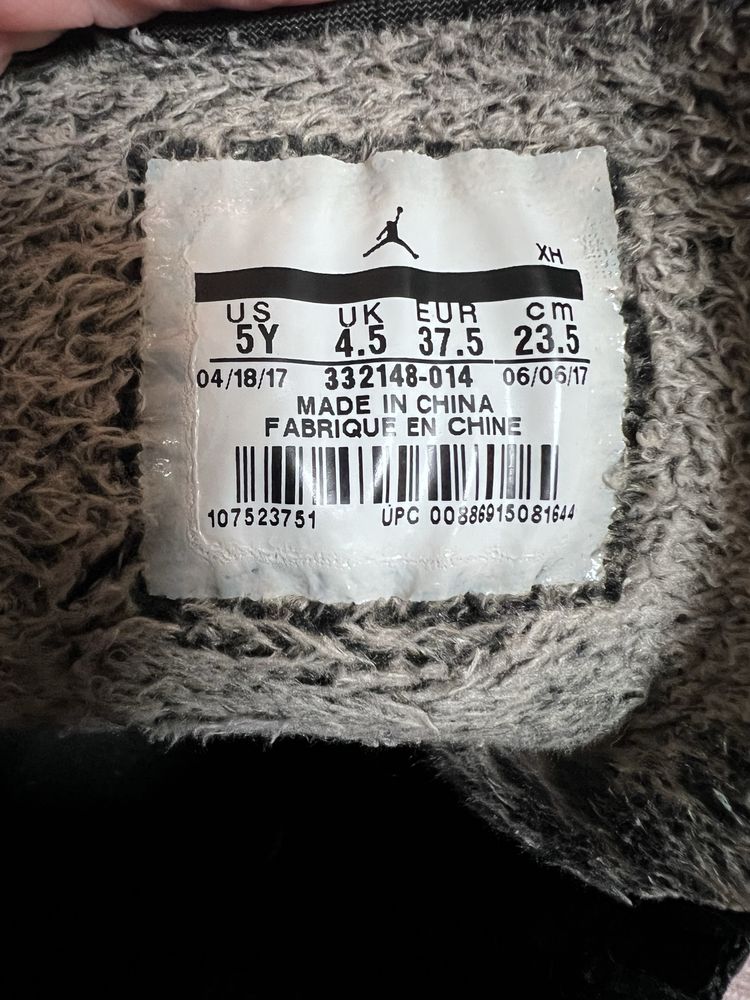 XH
US UK EUR cm
5Y 4.5 37.5 23.5
04/18/17 332148-014 06/06/17
MADE IN CHINA
FABRIQUE EN CHINE
107523751 UPC 00886915081644